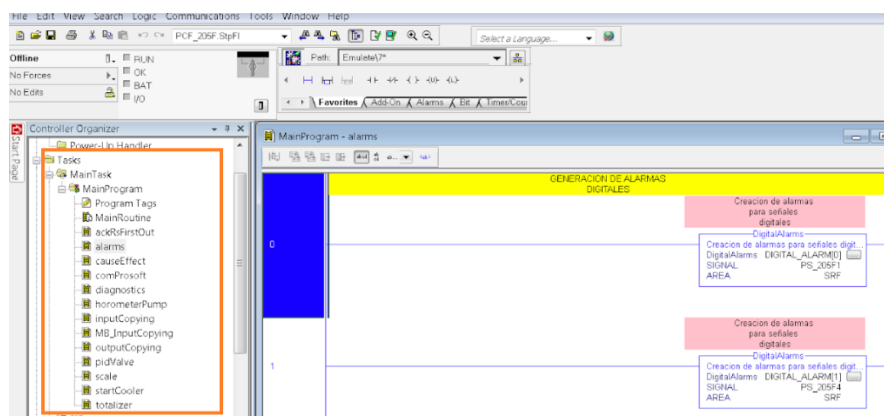 File Edit View Search Logic Communications Tools Window Help
PCF_205F.StpFl
Select a Language...
Offline
RUN
No Forces
OK
No Edits
BAT
I/O
Path: Emulete\7*
Favorites Add-On Alarms Bit Timer/Cou
Start Page
Controller Organizer
Power-Up Handler
Tasks
MainTask
MainProgram
Program Tags
MainRoutine
ackRsFirstOut
alarms
causeEffect
comProsoft
diagnostics
horometerPump
inputCopying
MB_InputCopying
outputCopying
pidValve
scale
startCooler
totalizer
MainProgram - alarms
GENERACION DE ALARMAS
DIGITALES
0
Creacion de alarmas
para señales
digitales
DigitalAlarms
Creacion de alarmas para señales digit...
DigitalAlarms DIGITAL_ALARM[0]
SIGNAL PS_205F1
AREA SRF
1
Creacion de alarmas
para señales
digitales
DigitalAlarms
Creacion de alarmas para señales digit...
DigitalAlarms DIGITAL_ALARM[1]
SIGNAL PS_205F4
AREA SRF